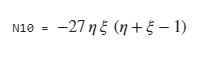 N10 = −27 η ξ (η + ξ − 1)